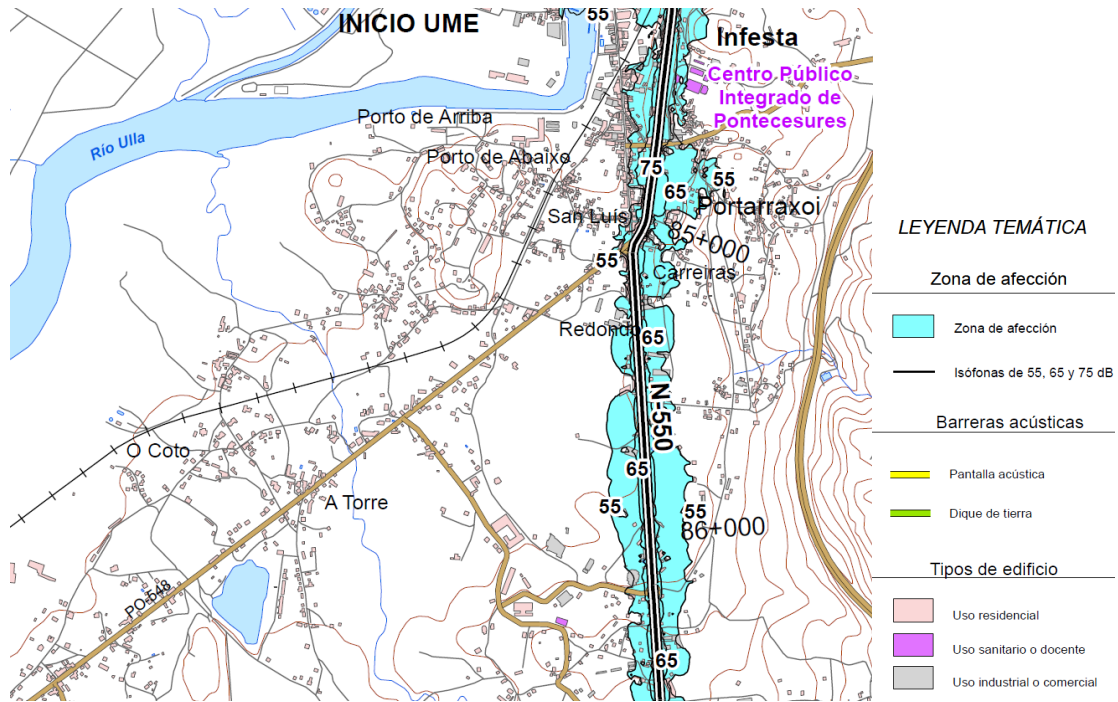 INICIO UME
55
Infesta
Centro Público
Integrado de
Pontecesures
Río Ulla
Porto de Arriba
Porto de Abaixo
75
65
55
Portarraxoi
San Luís
85+000
55
Carreiras
Redondo
65
N-550
O Coto
65
A Torre
55
55
86+000
PO-548
65
LEYENDA TEMÁTICA
Zona de afección
Zona de afección
Isófonas de 55, 65 y 75 dB
Barreras acústicas
Pantalla acústica
Dique de tierra
Tipos de edificio
Uso residencial
Uso sanitario o docente
Uso industrial o comercial